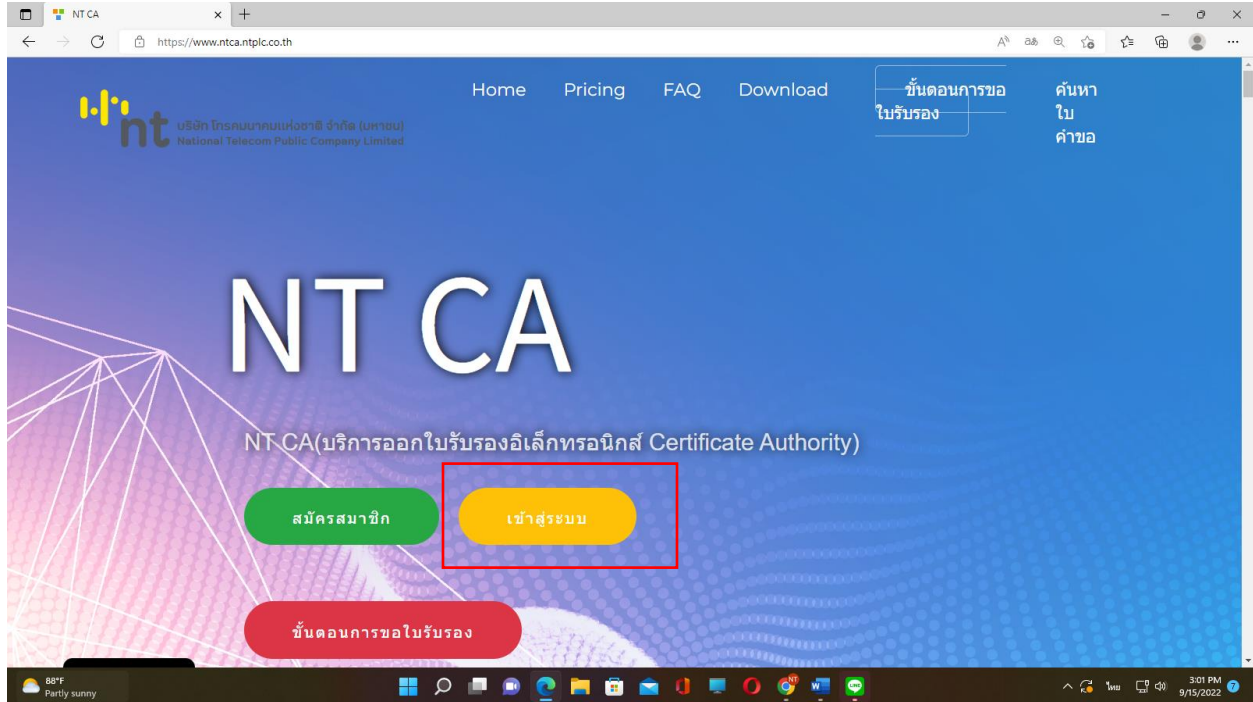 NT CA
https://www.ntca.ntplc.co.th
nt
บริษัท โทรคมนาคมแห่งชาติ จำกัด (มหาชน)
National Telecom Public Company Limited
Home Pricing FAQ Download
ขั้นตอนการขอ
ใบรับรอง
ค้นหา
ใบ
คำขอ
NT CA
NT CA(บริการออกใบรับรองอิเล็กทรอนิกส์ Certificate Authority)
สมัครสมาชิก
เข้าสู่ระบบ
ขั้นตอนการขอใบรับรอง
88°F
Partly sunny
ไทย
3:01 PM
9/15/2022
7